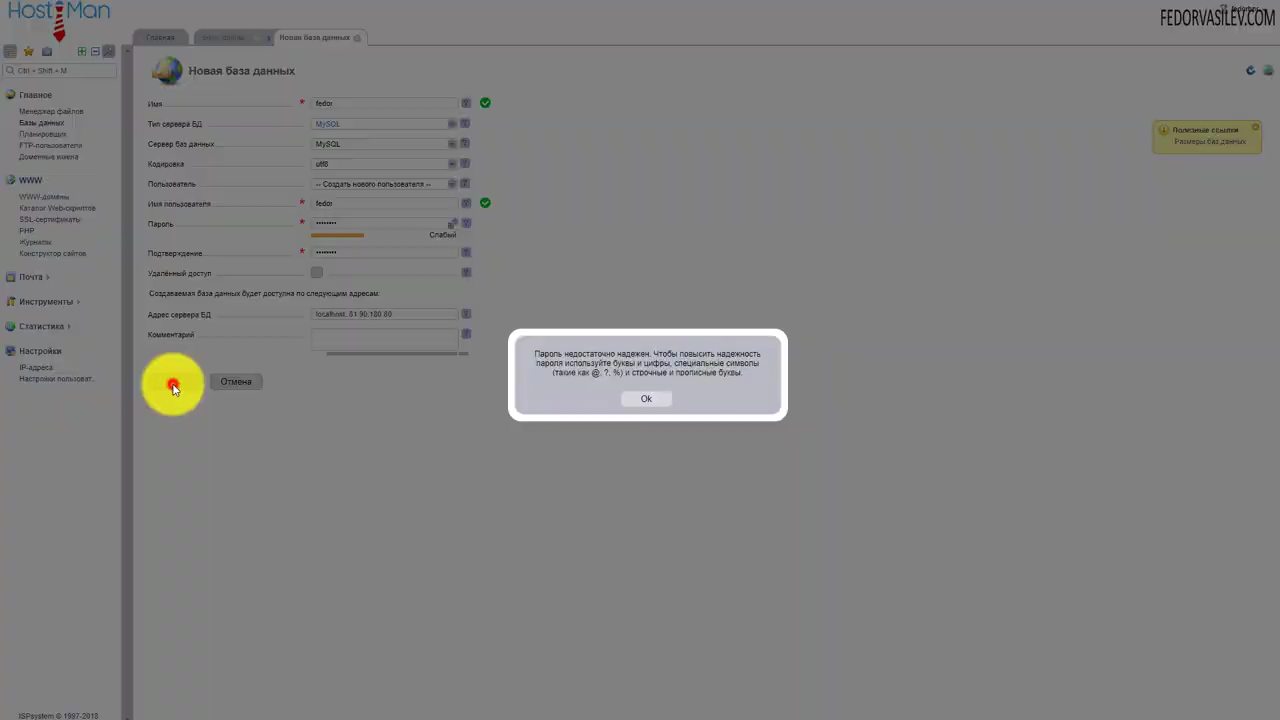 Host Man
FEDORVASILEV.COM
Главная
Новая база данных
Ctrl + Shift + M
Новая база данных
Главное
Менеджер файлов
Базы данных
Планировщик
FTP-пользователи
Доменные имена
WWW
WWW-домены
Каталог Web-скриптов
SSL-сертификаты
PHP
Журналы
Конструктор сайтов
Почта
Инструменты
Статистика
Настройки
IP-адреса
Настройки пользоват.
Имя * fedor
Тип сервера БД MySQL
Сервер баз данных MySQL
Кодировка utf8
Пользователь -- Создать нового пользователя --
Имя пользователя * fedor
Пароль * ••••••••
Слабый
Подтверждение * ••••••••
Удалённый доступ
Создаваемая база данных будет доступна по следующим адресам:
Адрес сервера БД localhost, 81.90.180.80
Комментарий
Отмена
Полезные ссылки
Размеры баз данных
Пароль недостаточно надежен. Чтобы повысить надежность
пароля используйте буквы и цифры, специальные символы
(такие как @, ?, %) и строчные и прописные буквы.
Ok
ISPsystem © 1997-2018